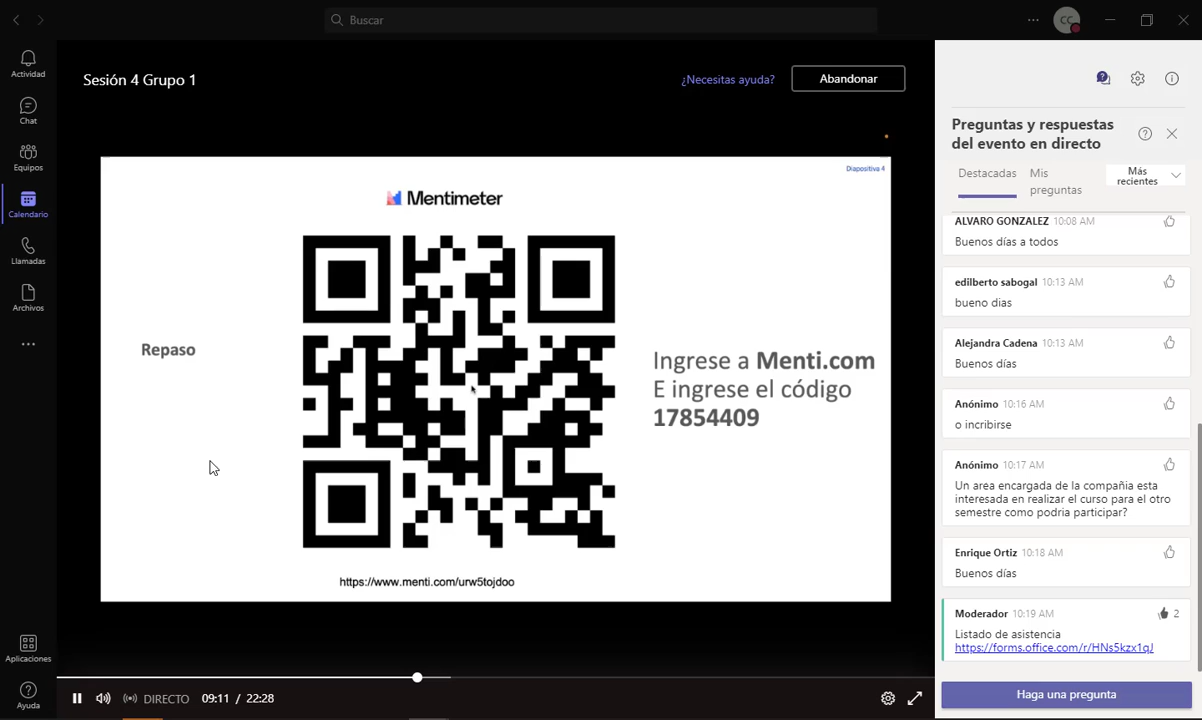 Buscar
CC
Actividad
Chat
Equipos
Calendario
Llamadas
Archivos
Aplicaciones
Ayuda
Sesión 4 Grupo 1
¿Necesitas ayuda?
Abandonar
Diapositiva 4
Mentimeter
Repaso
Ingrese a Menti.com
E ingrese el código
17854409
https://www.menti.com/urw5tojdoo
DIRECTO
09:11 / 22:28
Preguntas y respuestas
del evento en directo
Destacadas
Mis
preguntas
Más
recientes
ALVARO GONZALEZ 10:08 AM
Buenos días a todos
edilberto sabogal 10:13 AM
bueno dias
Alejandra Cadena 10:13 AM
Buenos días
Anónimo 10:16 AM
o incribirse
Anónimo 10:17 AM
Un area encargada de la compañia esta
interesada en realizar el curso para el otro
semestre como podria participar?
Enrique Ortiz 10:18 AM
Buenos días
Moderador 10:19 AM 2
Listado de asistencia
https://forms.office.com/r/HNs5kzx1qJ
Haga una pregunta